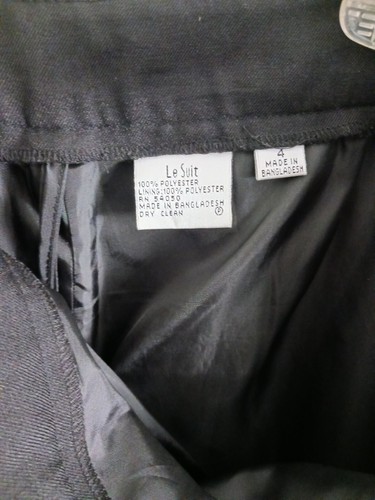 Le Suit
100% POLYESTER
LINING:100% POLYESTER
RN 54050
MADE IN BANGLADESH
DRY CLEAN Ⓟ
4
MADE IN
BANGLADESH